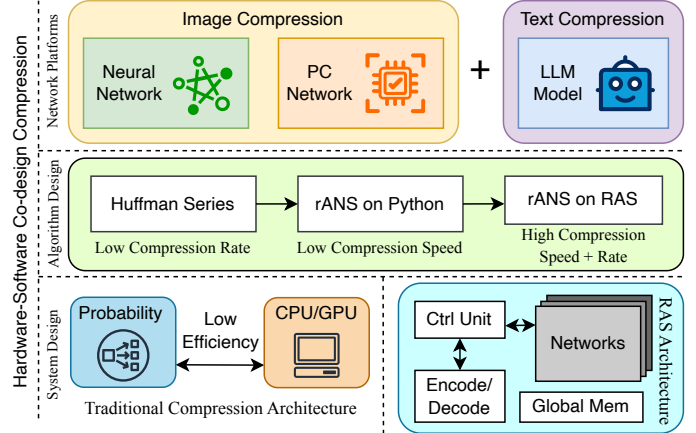 Hardware-Software Co-design Compression
Network Platforms
Image Compression
Neural
Network
PC
Network
+
Text Compression
LLM
Model
Algorithm Design
Huffman Series
Low Compression Rate
rANS on Python
Low Compression Speed
rANS on RAS
High Compression
Speed + Rate
System Design
Probability
Low
Efficiency
CPU/GPU
Traditional Compression Architecture
Ctrl Unit
Networks
Encode/
Decode
Global Mem
RAS Architecture